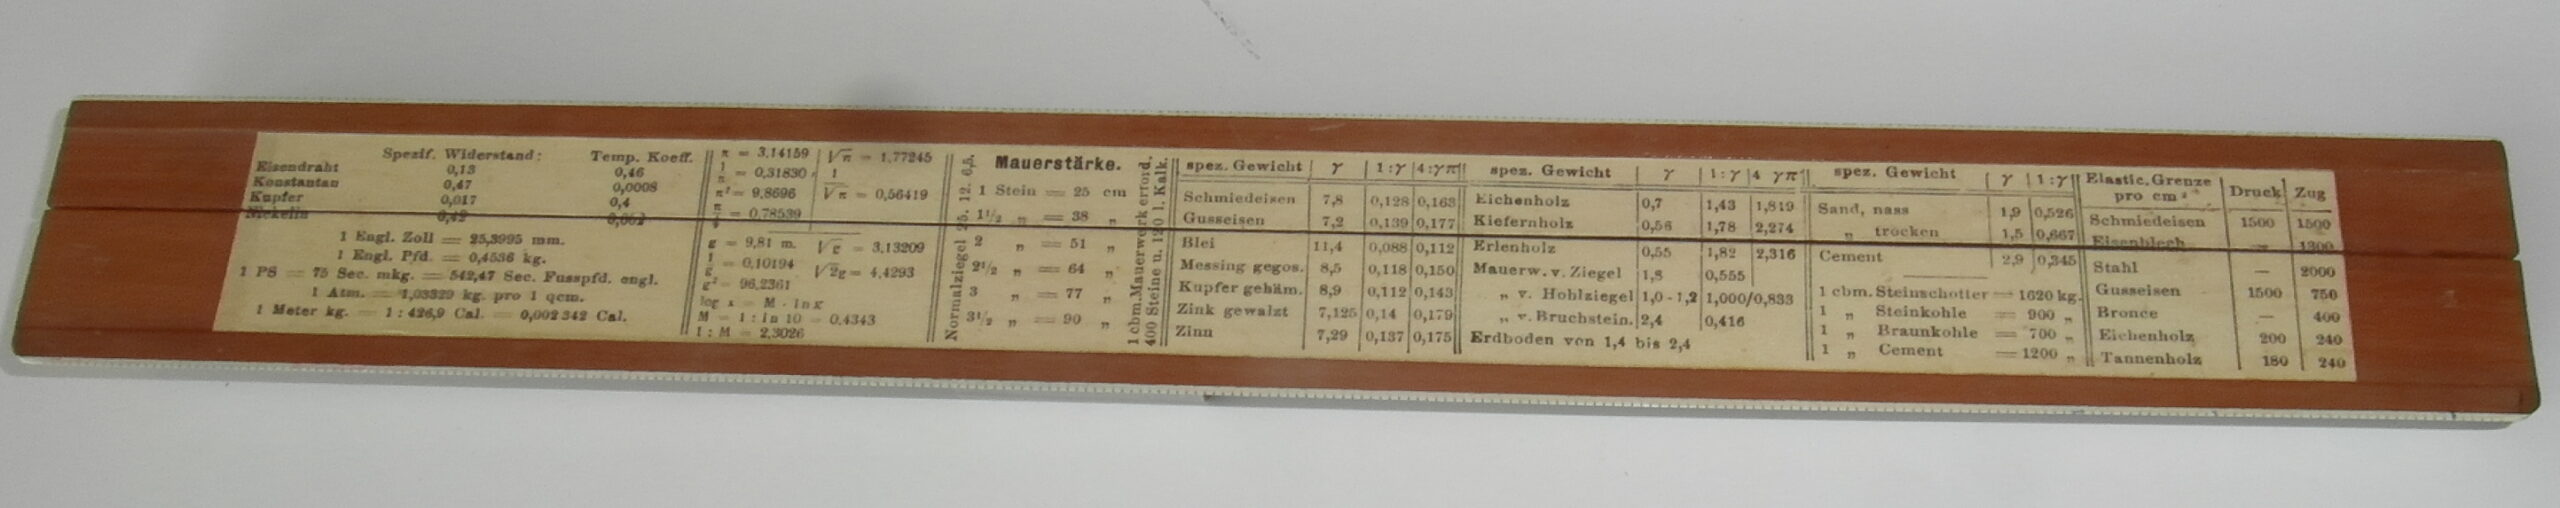 Spezif. Widerstand: Temp. Koeff.
Eisendraht 0,13 0,46
Konstantan 0,47 0,0008
Kupfer 0,017 0,4
Nickelin 0,42
1 Engl. Zoll = 25,3995 mm.
1 Engl. Pfd. = 0,4536 kg.
1 PS = 75 Sec. mkg. = 542,47 Sec. Fusspfd. engl.
1 Atm. = 1,03329 kg. pro 1 qcm.
1 Meter kg. = 1 : 426,9 Cal. = 0,002342 Cal.
π = 3,14159 √π = 1,77245
1/π = 0,31830 1/√π = 0,56419
π² = 9,8696
π/4 = 0,78539
g = 9,81 m. √g = 3,13209
1/g = 0,10194 √2g = 4,4293
g² = 96,2361
log x = M · ln x
M = 1 : ln 10 = 0,4343
1 : M = 2,3026
Normalziegel 25. 12. 6,5.
Mauerstärke.
1 Stein = 25 cm
1½ „ = 38 „
2 „ = 51 „
2½ „ = 64 „
3 „ = 77 „
3½ „ = 90 „
1 cbm. Mauerwerk erford.
400 Steine u. 120 l. Kalk.
spez. Gewicht γ 1:γ 4:γπ
Schmiedeisen 7,8 0,128 0,163
Gusseisen 7,2 0,139 0,177
Blei 11,4 0,088 0,112
Messing gegos. 8,5 0,118 0,150
Kupfer gehäm. 8,9 0,112 0,143
Zink gewalzt 7,125 0,14 0,179
Zinn 7,29 0,137 0,175
spez. Gewicht γ 1:γ 4 γπ
Eichenholz 0,7 1,43 1,819
Kiefernholz 0,56 1,78 2,274
Erlenholz 0,55 1,82 2,316
Mauerw. v. Ziegel 1,8 0,555
„ v. Hohlziegel 1,0-1,2 1,000/0,833
„ v. Bruchstein. 2,4 0,416
Erdboden von 1,4 bis 2,4
spez. Gewicht γ 1:γ
Sand, nass 1,9 0,526
„ trocken 1,5 0,667
Cement 2,9 0,345
1 cbm. Steinschotter = 1620 kg.
1 „ Steinkohle = 900 „
1 „ Braunkohle = 700 „
1 „ Cement = 1200 „
Elastic. Grenze Druck Zug
pro cm²
Schmiedeisen 1500 1500
Eisenblech — 1300
Stahl — 2000
Gusseisen 1500 750
Bronce — 400
Eichenholz 200 240
Tannenholz 180 240